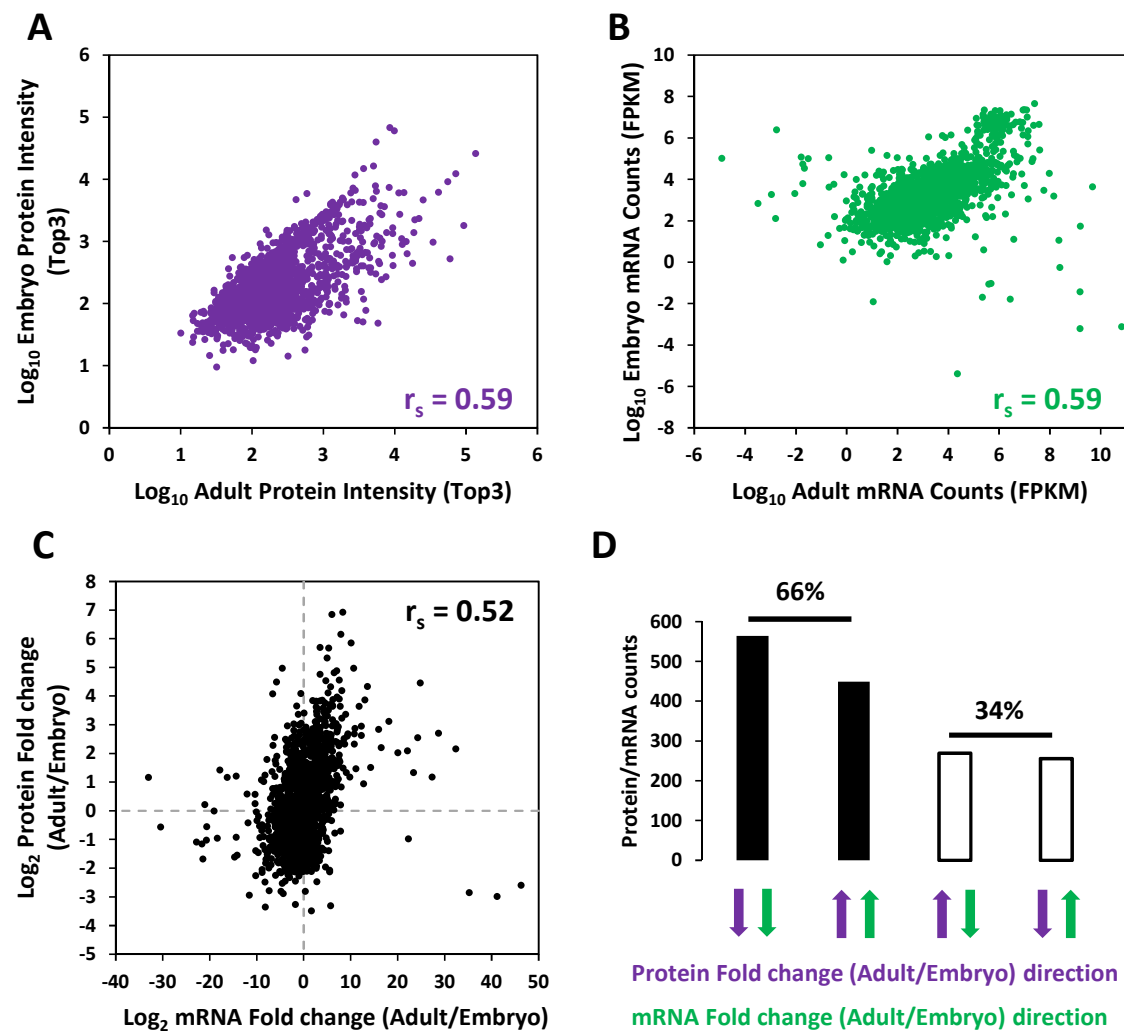 A
6
5
4
3
2
1
0
Log10 Embryo Protein Intensity
(Top3)
rs = 0.59
0 1 2 3 4 5 6
Log10 Adult Protein Intensity (Top3)
B
10
8
6
4
2
0
-2
-4
-6
-8
Log10 Embryo mRNA Counts (FPKM)
rs = 0.59
-6 -4 -2 0 2 4 6 8 10
Log10 Adult mRNA Counts (FPKM)
C
8
7
6
5
4
3
2
1
0
-1
-2
-3
-4
-5
Log2 Protein Fold change
(Adult/Embryo)
rs = 0.52
-40 -30 -20 -10 0 10 20 30 40 50
Log2 mRNA Fold change (Adult/Embryo)
D
66%
34%
600
500
400
300
200
100
0
Protein/mRNA counts
Protein Fold change (Adult/Embryo) direction
mRNA Fold change (Adult/Embryo) direction